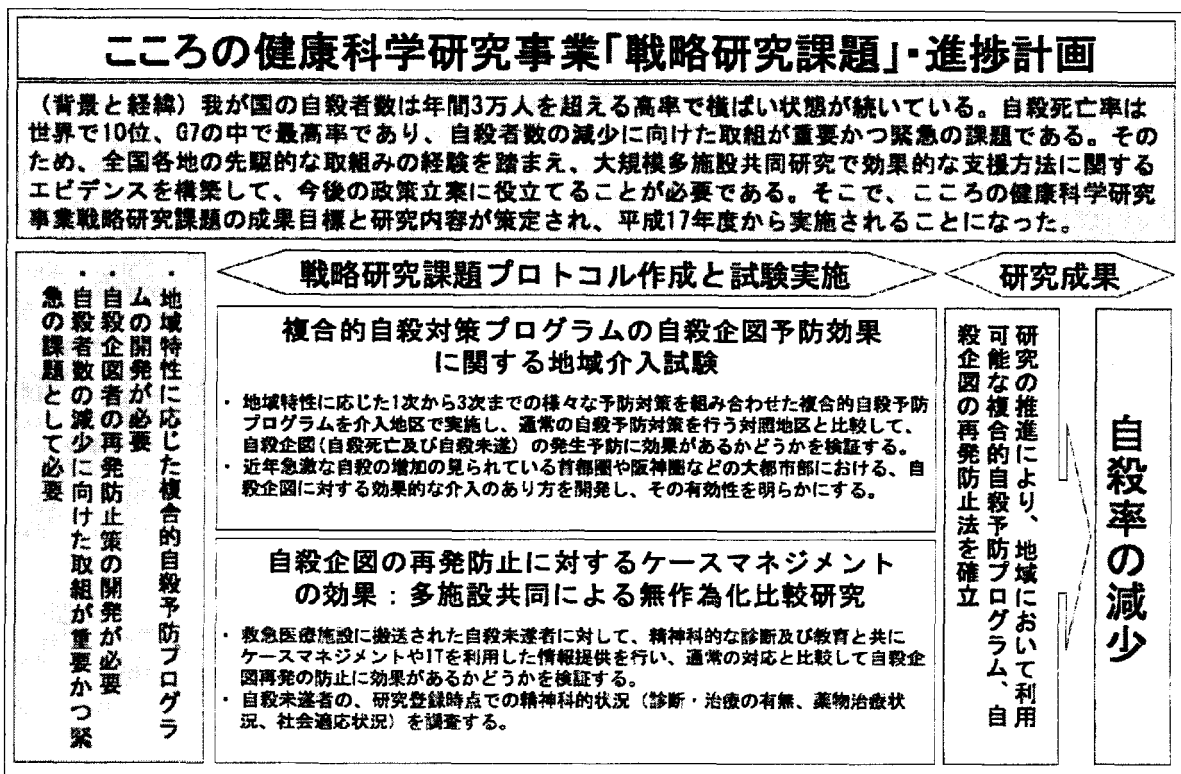 こころの健康科学研究事業「戦略研究課題」・進捗計画
（背景と経緯）我が国の自殺者数は年間3万人を超える高率で横ばい状態が続いている。自殺死亡率は
世界で10位、G7の中で最高率であり、自殺者数の減少に向けた取組が重要かつ緊急の課題である。その
ため、全国各地の先駆的な取組みの経験を踏まえ、大規模多施設共同研究で効果的な支援方法に関する
エビデンスを構築して、今後の政策立案に役立てることが必要である。そこで、こころの健康科学研究
事業戦略研究課題の成果目標と研究内容が策定され、平成17年度から実施されることになった。
・地域特性に応じた複合的自殺予防プログラ
ムの開発が必要
・自殺企図者の再発防止策の開発が必要
・自殺者数の減少に向けた取組が重要かつ緊
急の課題として必要
戦略研究課題プロトコル作成と試験実施
複合的自殺対策プログラムの自殺企図予防効果
に関する地域介入試験
・地域特性に応じた1次から3次までの様々な予防対策を組み合わせた複合的自殺予防
プログラムを介入地区で実施し、通常の自殺予防対策を行う対照地区と比較して、
自殺企図（自殺死亡及び自殺未遂）の発生予防に効果があるかどうかを検証する。
・近年急激な自殺の増加の見られている首都圏や阪神圏などの大都市部における、自
殺企図に対する効果的な介入のあり方を開発し、その有効性を明らかにする。
自殺企図の再発防止に対するケースマネジメント
の効果：多施設共同による無作為化比較研究
・救急医療施設に搬送された自殺未遂者に対して、精神科的な診断及び教育と共に
ケースマネジメントやITを利用した情報提供を行い、通常の対応と比較して自殺企
図再発の防止に効果があるかどうかを検証する。
・自殺未遂者の、研究登録時点での精神科的状況（診断・治療の有無、薬物治療状
況、社会適応状況）を調査する。
研究成果
研究の推進により、地域において利用
可能な複合的自殺予防プログラム、自
殺企図の再発防止法を確立
自殺率の減少